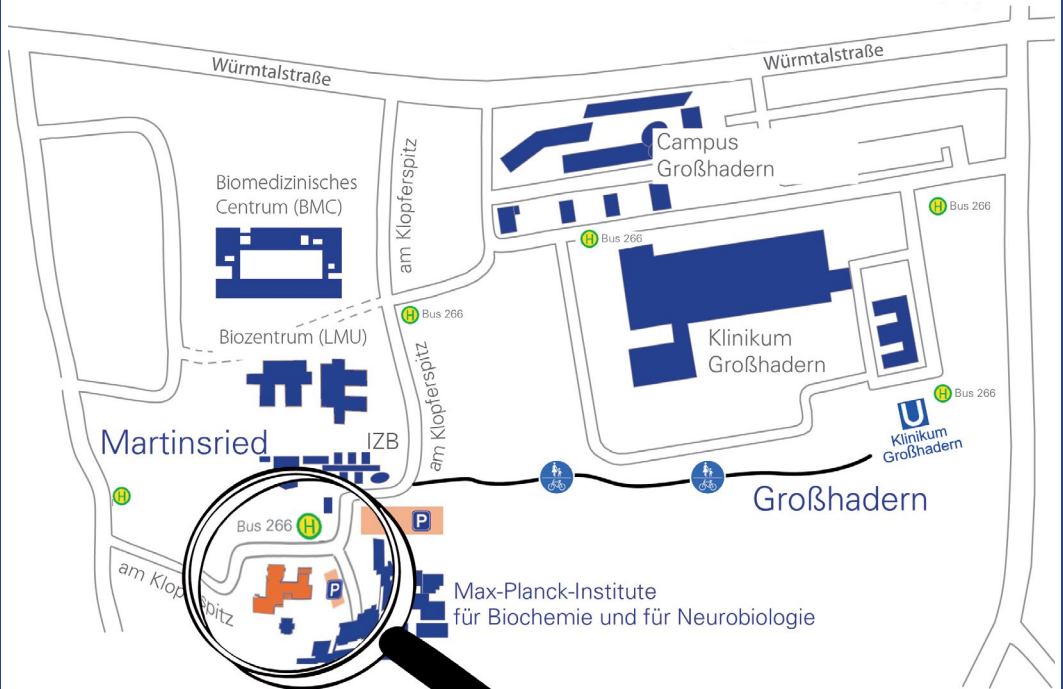 Würmtalstraße
Würmtalstraße
am Klopferspitz
Campus
Großhadern
Biomedizinisches
Centrum (BMC)
H Bus 266
H Bus 266
H Bus 266
Biozentrum (LMU)
Klinikum
Großhadern
am Klopferspitz
H Bus 266
U
Klinikum
Großhadern
Martinsried
IZB
H
Großhadern
Bus 266 H
P
am Klopferspitz
P
Max-Planck-Institute
für Biochemie und für Neurobiologie